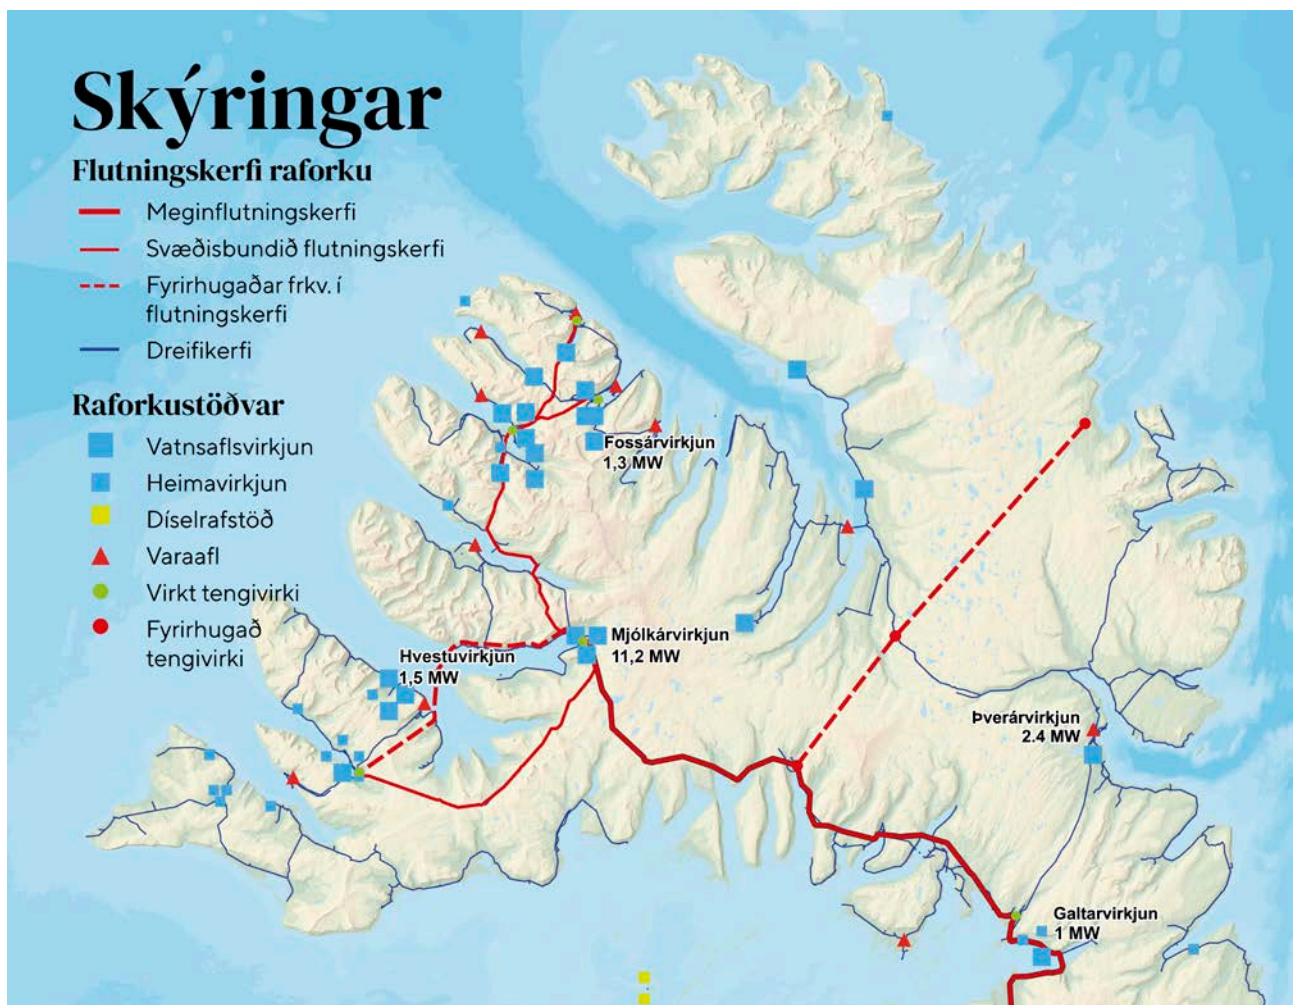 Skýringar
Flutningskerfi raforku
Meginflutningskerfi
Svæðisbundið flutningskerfi
Fyrirhugaðar frkv. í
flutningskerfi
Dreifikerfi
Raforkustöðvar
Vatnsaflsvirkjun
Heimavirkjun
Díselrafstöð
Varaafl
Virkt tengivirki
Fyrirhugað
tengivirki
Fossárvirkjun
1,3 MW
Mjólkárvirkjun
11,2 MW
Hvestuvirkjun
1,5 MW
Þverárvirkjun
2.4 MW
Galtarvirkjun
1 MW